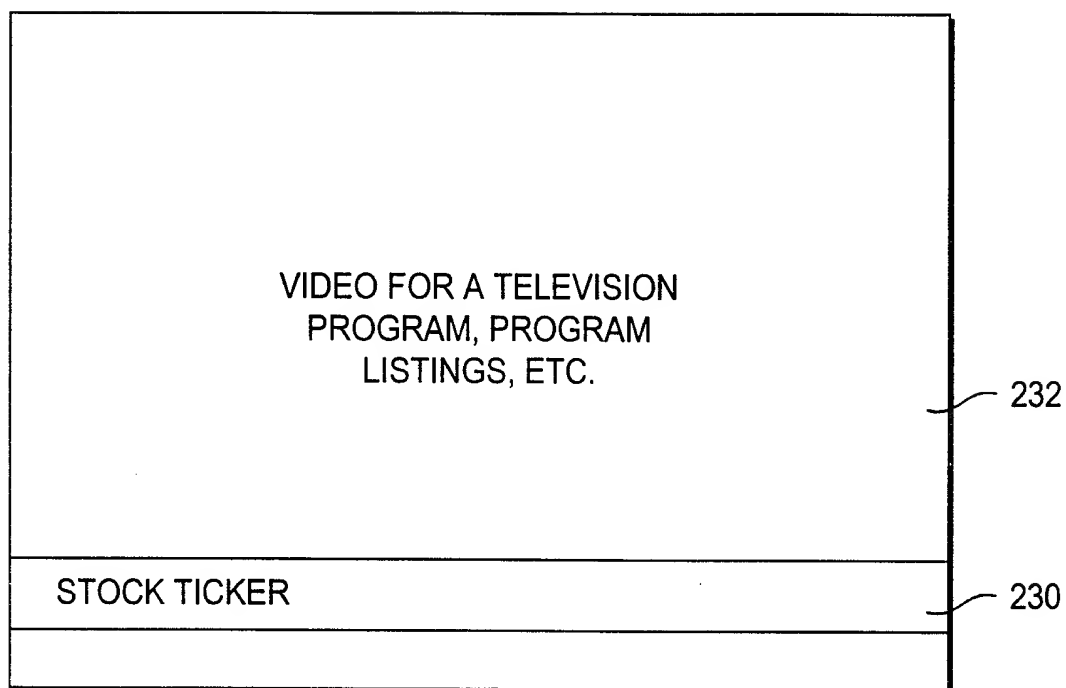 VIDEO FOR A TELEVISION
PROGRAM, PROGRAM
LISTINGS, ETC.
232
STOCK TICKER
230